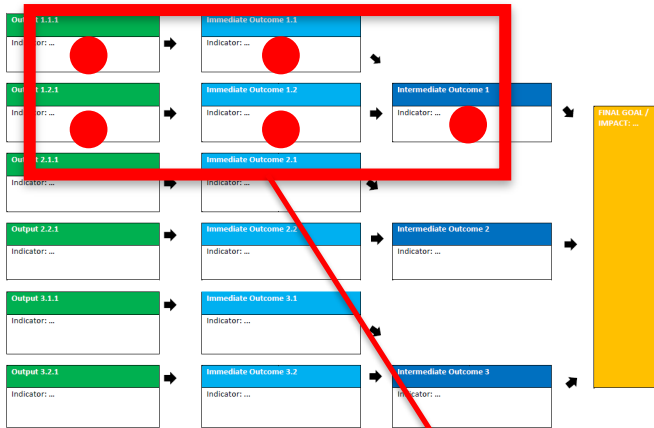 Output 1.1.1
Immediate Outcome 1.1
Indicator: ...
Indicator: ...
Output 1.2.1
Immediate Outcome 1.2
Intermediate Outcome 1
Indicator: ...
Indicator: ...
Indicator: ...
FINAL GOAL /
IMPACT: ...
Output 2.1.1
Immediate Outcome 2.1
Indicator: ...
Indicator: ...
Output 2.2.1
Immediate Outcome 2.2
Intermediate Outcome 2
Indicator: ...
Indicator: ...
Indicator: ...
Output 3.1.1
Immediate Outcome 3.1
Indicator: ...
Indicator: ...
Output 3.2.1
Immediate Outcome 3.2
Intermediate Outcome 3
Indicator: ...
Indicator: ...
Indicator: ...